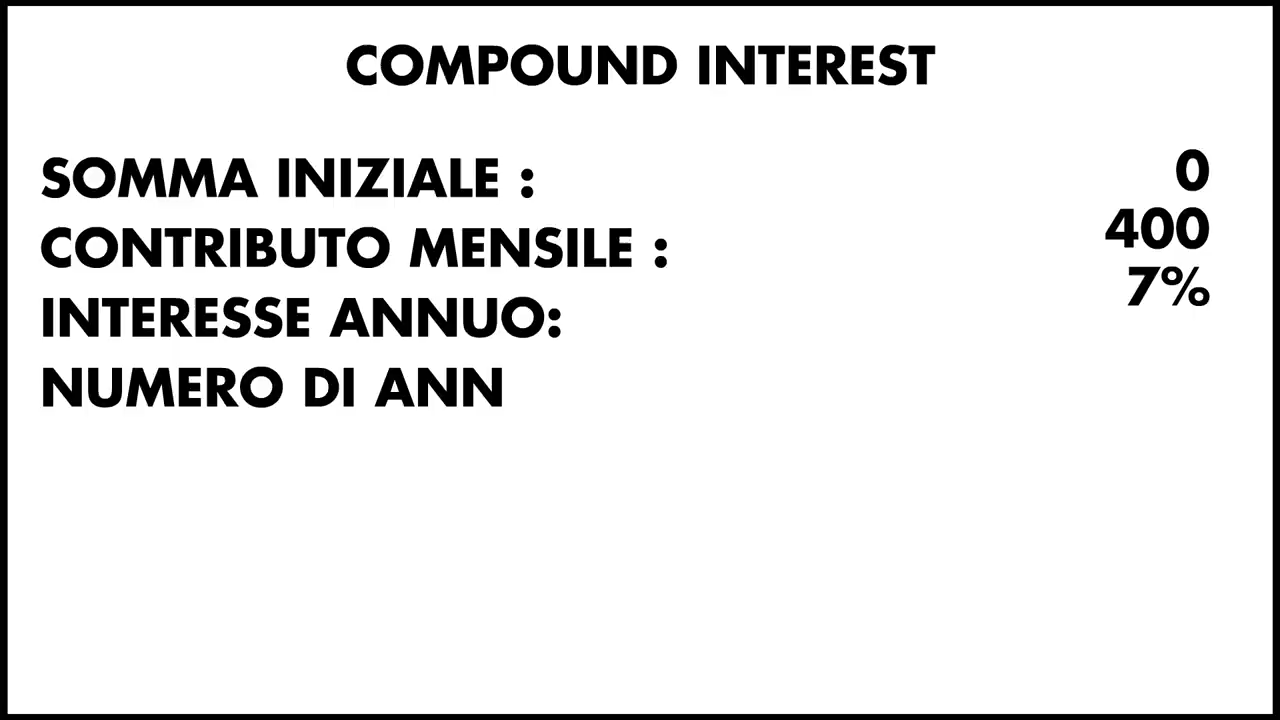 COMPOUND INTEREST
SOMMA INIZIALE : 0
CONTRIBUTO MENSILE : 400
INTERESSE ANNUO: 7%
NUMERO DI ANN